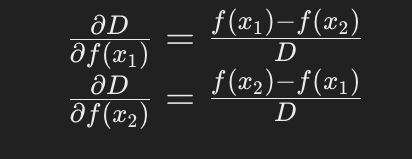 ∂D/∂f(x₁) = (f(x₁)−f(x₂))/D
∂D/∂f(x₂) = (f(x₂)−f(x₁))/D